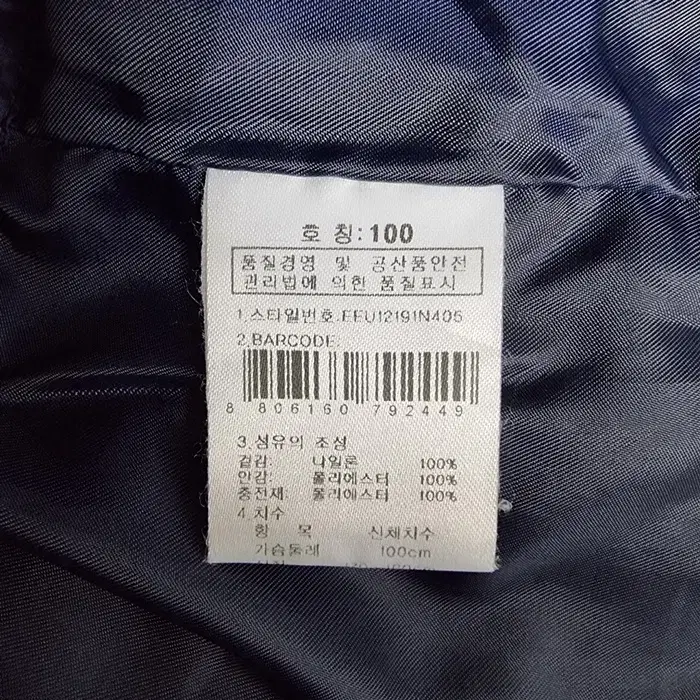 호 칭: 100
품질경영 및 공산품안전
관리법에 의한 품질표시
1.스타일번호.EEU12191N405
2.BARCODE:
8 806160 792449
3.섬유의 조성
겉감: 나일론 100%
안감: 폴리에스터 100%
충전재: 폴리에스터 100%
4.치수
항 목 신체치수
가슴둘레 100cm